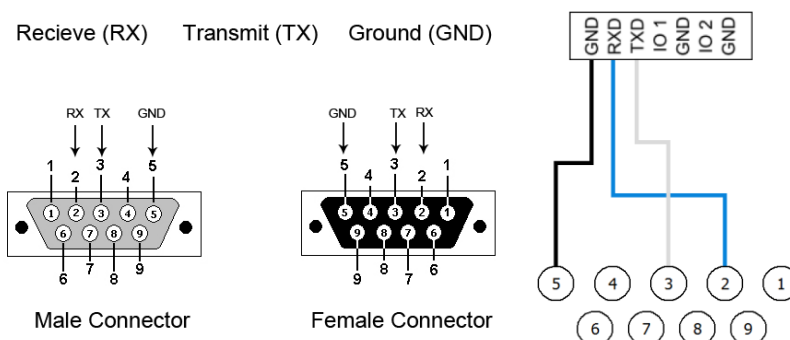 Recieve (RX) Transmit (TX) Ground (GND)
RX TX GND
1 2 3 4 5
1 2 3 4 5
6 7 8 9
6 7 8 9
Male Connector
GND TX RX
5 4 3 2 1
5 4 3 2 1
9 8 7 6
9 8 7 6
Female Connector
GND RXD TXD IO 1 GND IO 2 GND
5 4 3 2 1
6 7 8 9